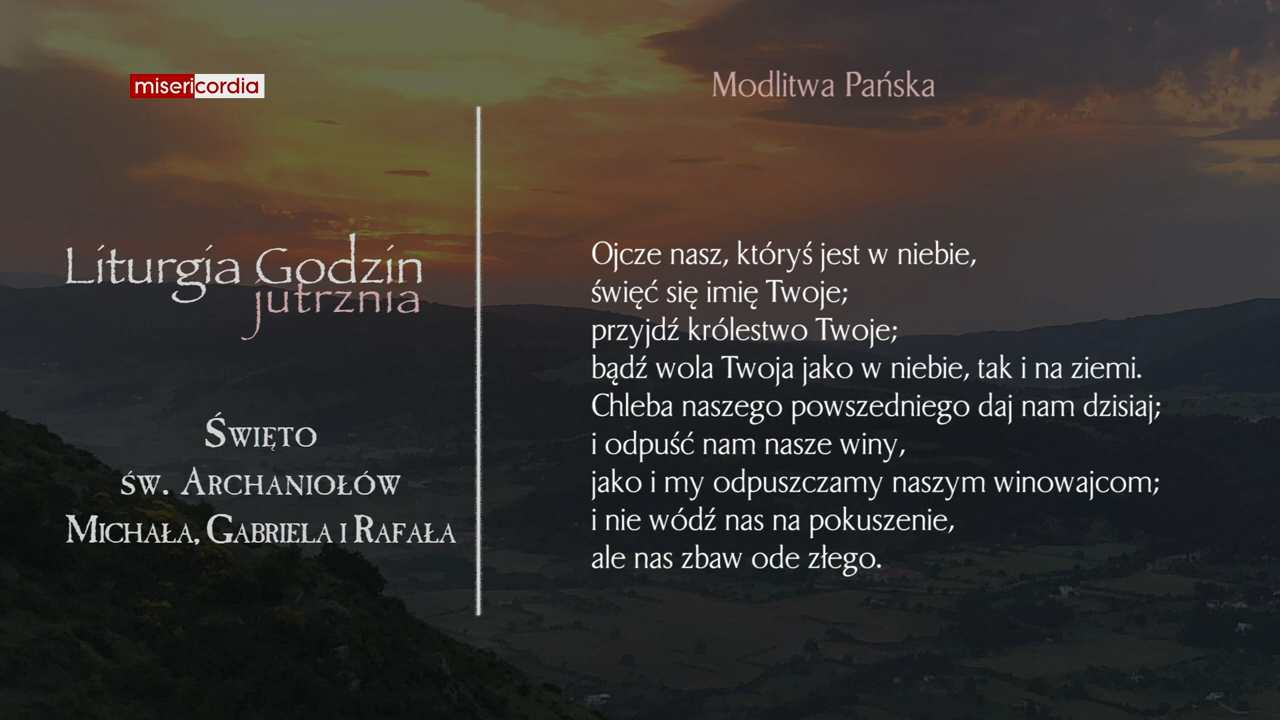 misericordia
Liturgia Godzin
jutrznia
Święto
św. Archaniołów
Michała, Gabriela i Rafała
Modlitwa Pańska
Ojcze nasz, któryś jest w niebie,
święć się imię Twoje;
przyjdź królestwo Twoje;
bądź wola Twoja jako w niebie, tak i na ziemi.
Chleba naszego powszedniego daj nam dzisiaj;
i odpuść nam nasze winy,
jako i my odpuszczamy naszym winowajcom;
i nie wódź nas na pokuszenie,
ale nas zbaw ode złego.